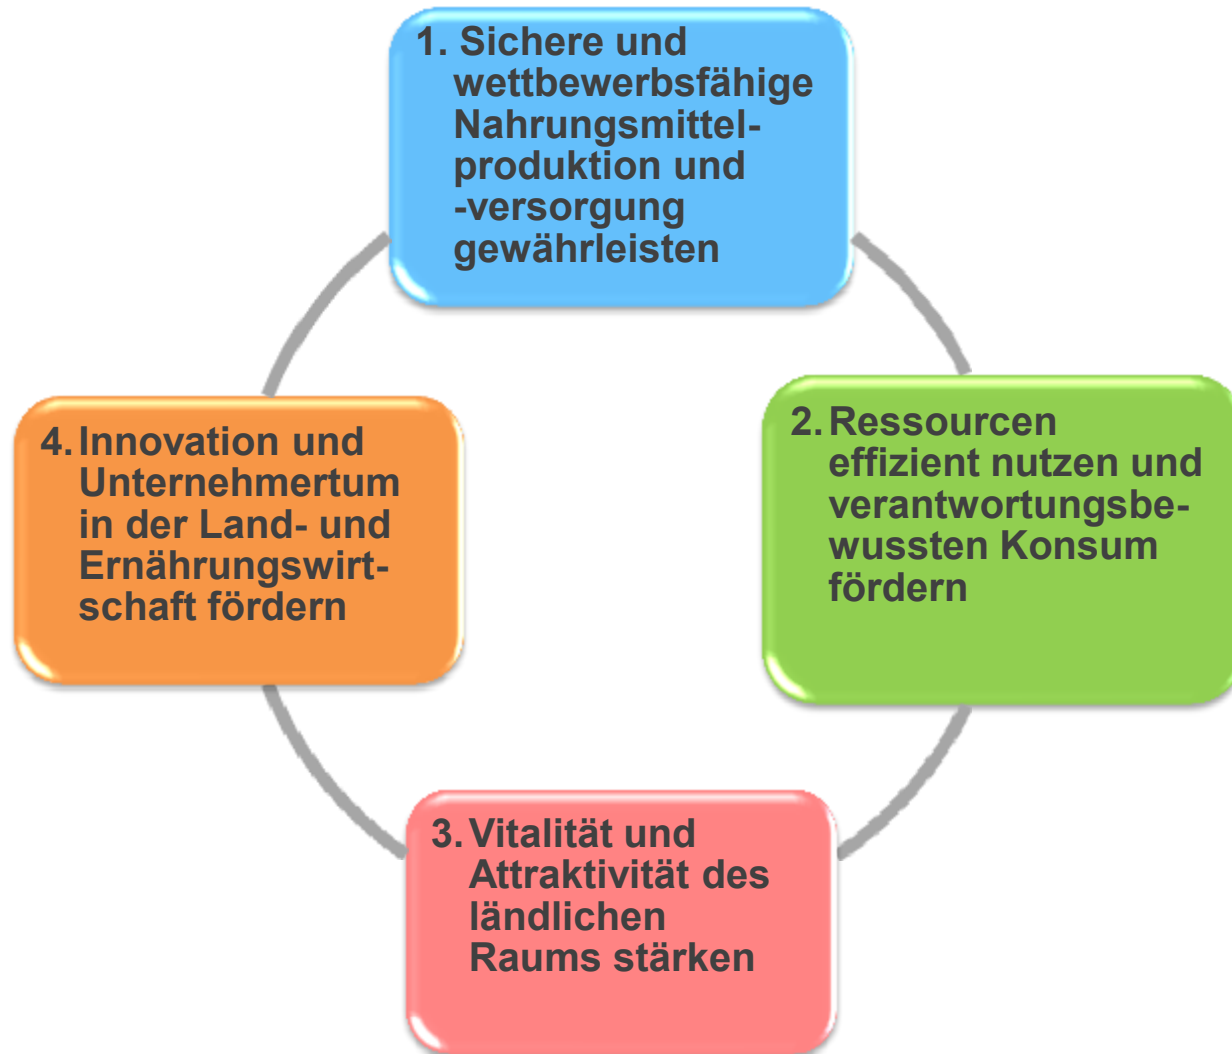 1. Sichere und
wettbewerbsfähige
Nahrungsmittel-
produktion und
-versorgung
gewährleisten
2. Ressourcen
effizient nutzen und
verantwortungsbe-
wussten Konsum
fördern
3. Vitalität und
Attraktivität des
ländlichen
Raums stärken
4. Innovation und
Unternehmertum
in der Land- und
Ernährungswirt-
schaft fördern